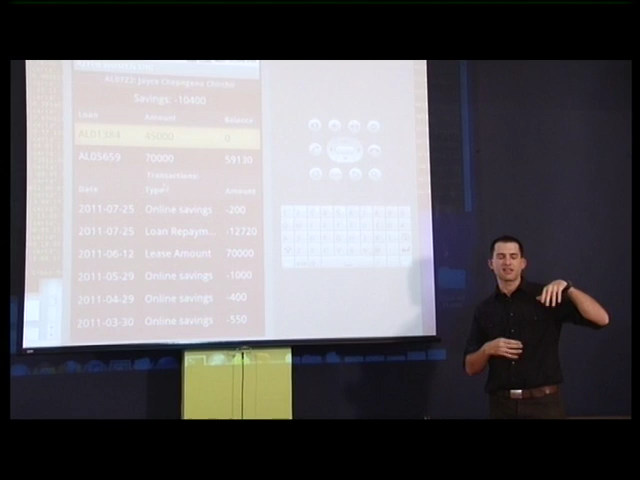 Savings: -10400
Loan Amount Balance
AL01384 45000 0
AL05659 70000 59130
Transactions:
Date Type Amount
2011-07-25 Online savings -200
2011-07-25 Loan Repaym... -12720
2011-06-12 Lease Amount 70000
2011-05-29 Online savings -1000
2011-04-29 Online savings -400
2011-03-30 Online savings -550